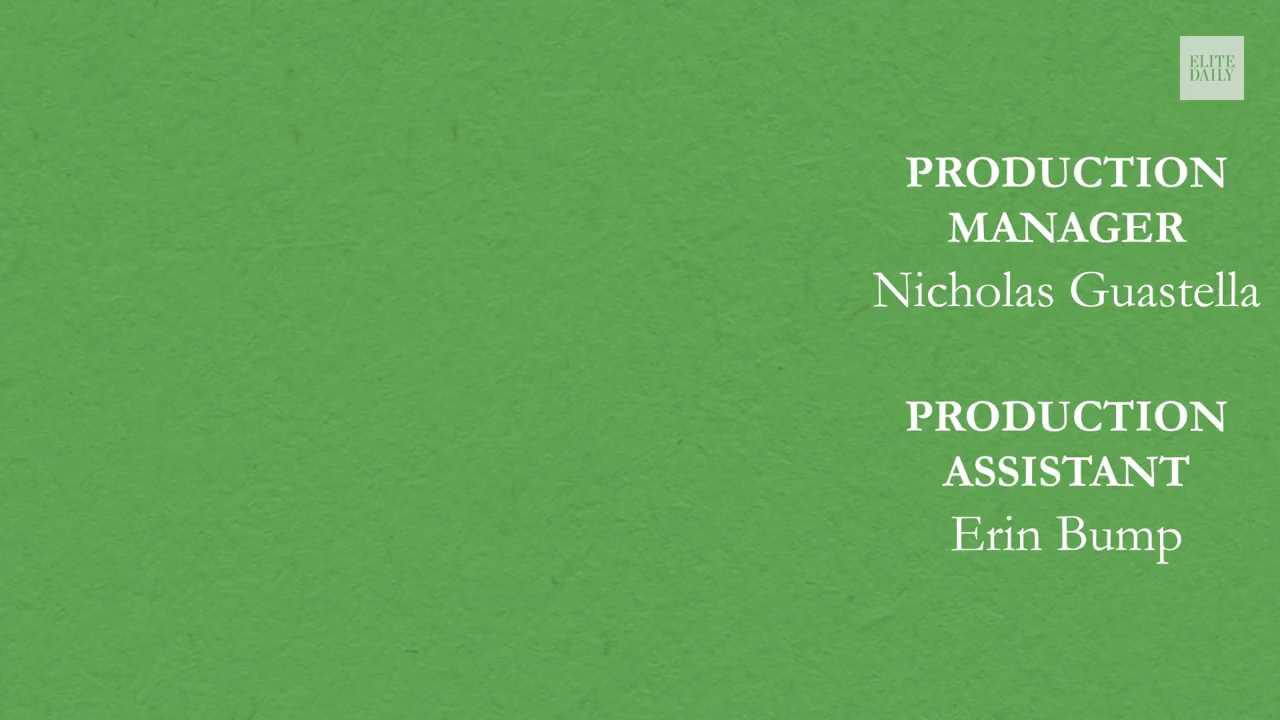 ELITE
DAILY
PRODUCTION
MANAGER
Nicholas Guastella
PRODUCTION
ASSISTANT
Erin Bump